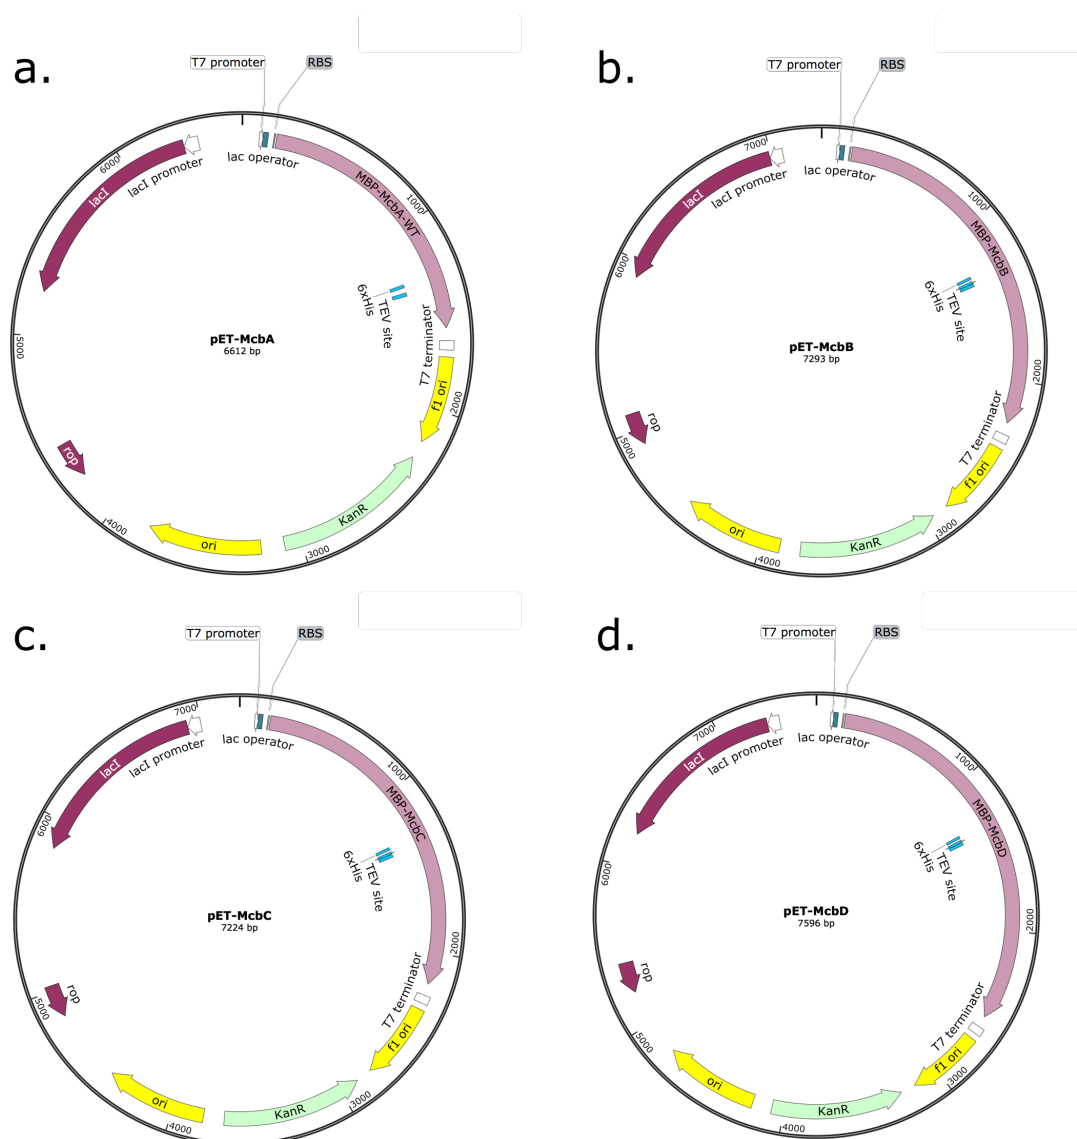 a.
T7 promoter
RBS
lac operator
lacI promoter
lacI
MBP-McbA-WT
6xHis
TEV site
T7 terminator
f1 ori
KanR
ori
rop
1000
2000
3000
4000
5000
6000
pET-McbA
6612 bp
b.
T7 promoter
RBS
lac operator
lacI promoter
lacI
MBP-McbB
6xHis
TEV site
T7 terminator
f1 ori
KanR
ori
rop
1000
2000
3000
4000
5000
6000
7000
pET-McbB
7293 bp
c.
T7 promoter
RBS
lac operator
lacI promoter
lacI
MBP-McbC
6xHis
TEV site
T7 terminator
f1 ori
KanR
ori
rop
1000
2000
3000
4000
5000
6000
7000
pET-McbC
7224 bp
d.
T7 promoter
RBS
lac operator
lacI promoter
lacI
MBP-McbD
6xHis
TEV site
T7 terminator
f1 ori
KanR
ori
rop
1000
2000
3000
4000
5000
6000
7000
pET-McbD
7596 bp